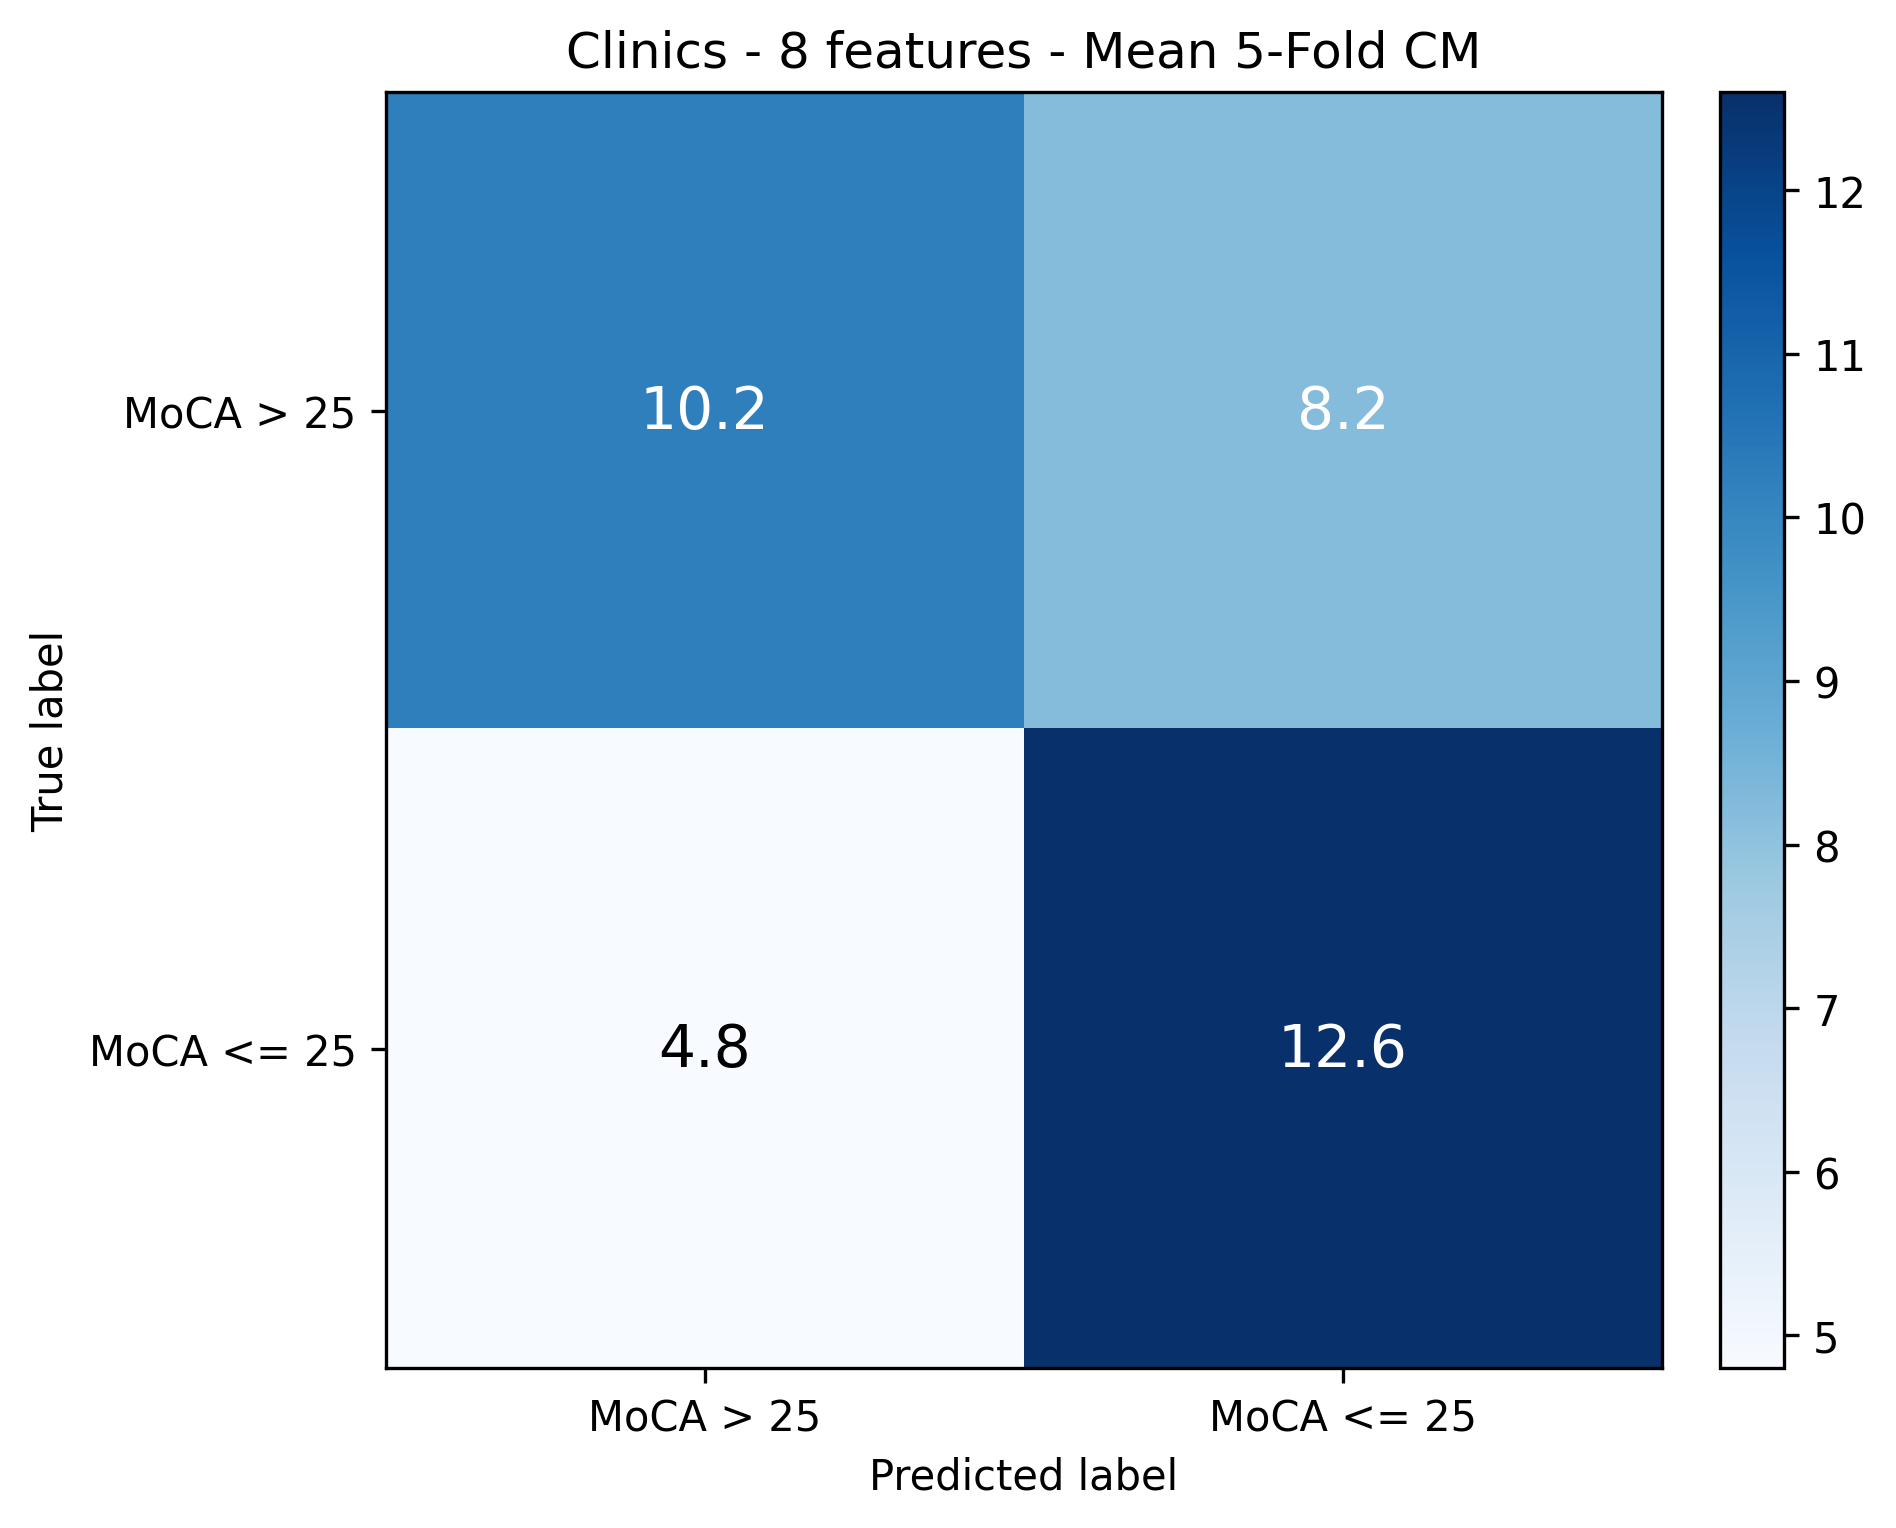 Clinics - 8 features - Mean 5-Fold CM
True label
MoCA > 25
MoCA <= 25
10.2
8.2
4.8
12.6
MoCA > 25
MoCA <= 25
Predicted label
12
11
10
9
8
7
6
5